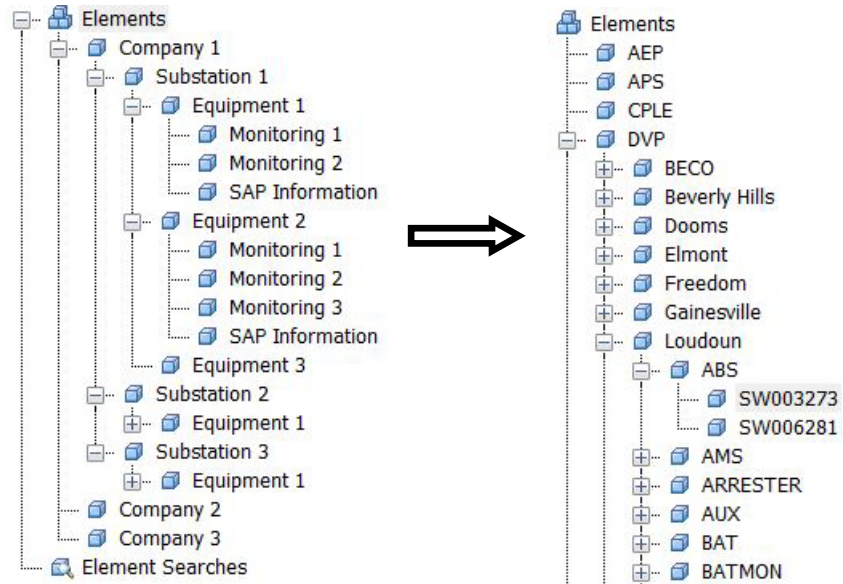 Elements
Company 1
Substation 1
Equipment 1
Monitoring 1
Monitoring 2
SAP Information
Equipment 2
Monitoring 1
Monitoring 2
Monitoring 3
SAP Information
Equipment 3
Substation 2
Equipment 1
Substation 3
Equipment 1
Company 2
Company 3
Element Searches
Elements
AEP
APS
CPLE
DVP
BECO
Beverly Hills
Dooms
Elmont
Freedom
Gainesville
Loudoun
ABS
SW003273
SW006281
AMS
ARRESTER
AUX
BAT
BATMON